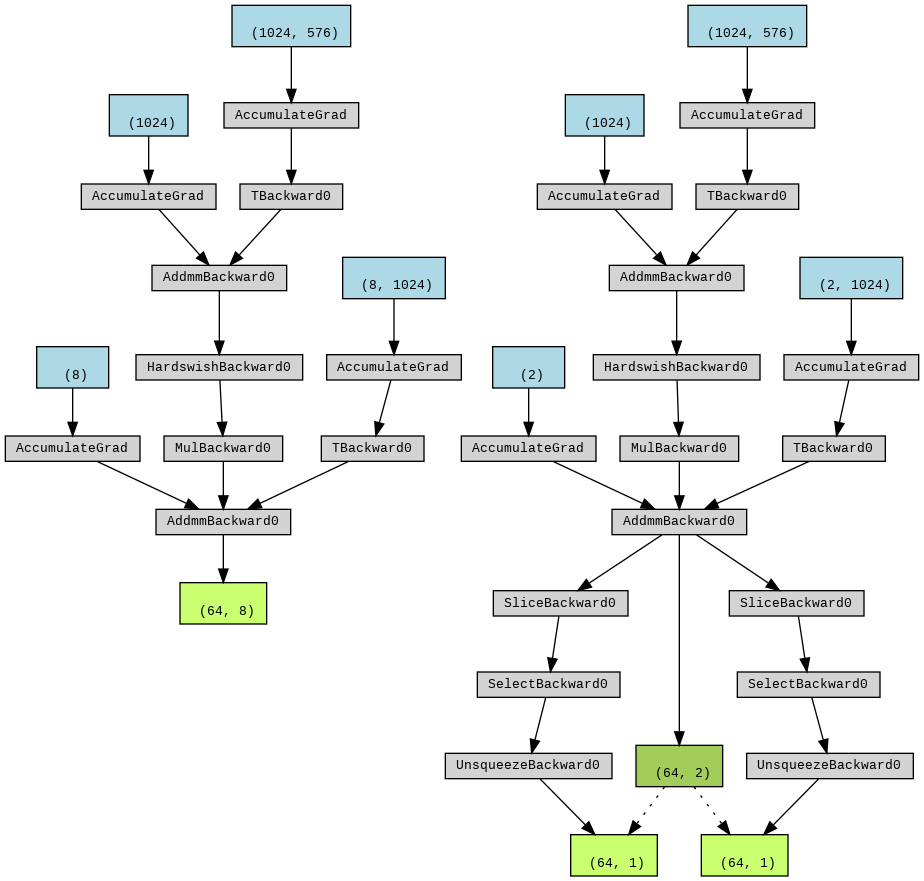 (1024, 576)
(1024, 576)
(1024)
AccumulateGrad
(1024)
AccumulateGrad
AccumulateGrad
TBackward0
AccumulateGrad
TBackward0
AddmmBackward0
(8, 1024)
AddmmBackward0
(2, 1024)
(8)
HardswishBackward0
AccumulateGrad
(2)
HardswishBackward0
AccumulateGrad
AccumulateGrad
MulBackward0
TBackward0
AccumulateGrad
MulBackward0
TBackward0
AddmmBackward0
AddmmBackward0
(64, 8)
SliceBackward0
SliceBackward0
SelectBackward0
SelectBackward0
UnsqueezeBackward0
(64, 2)
UnsqueezeBackward0
(64, 1)
(64, 1)